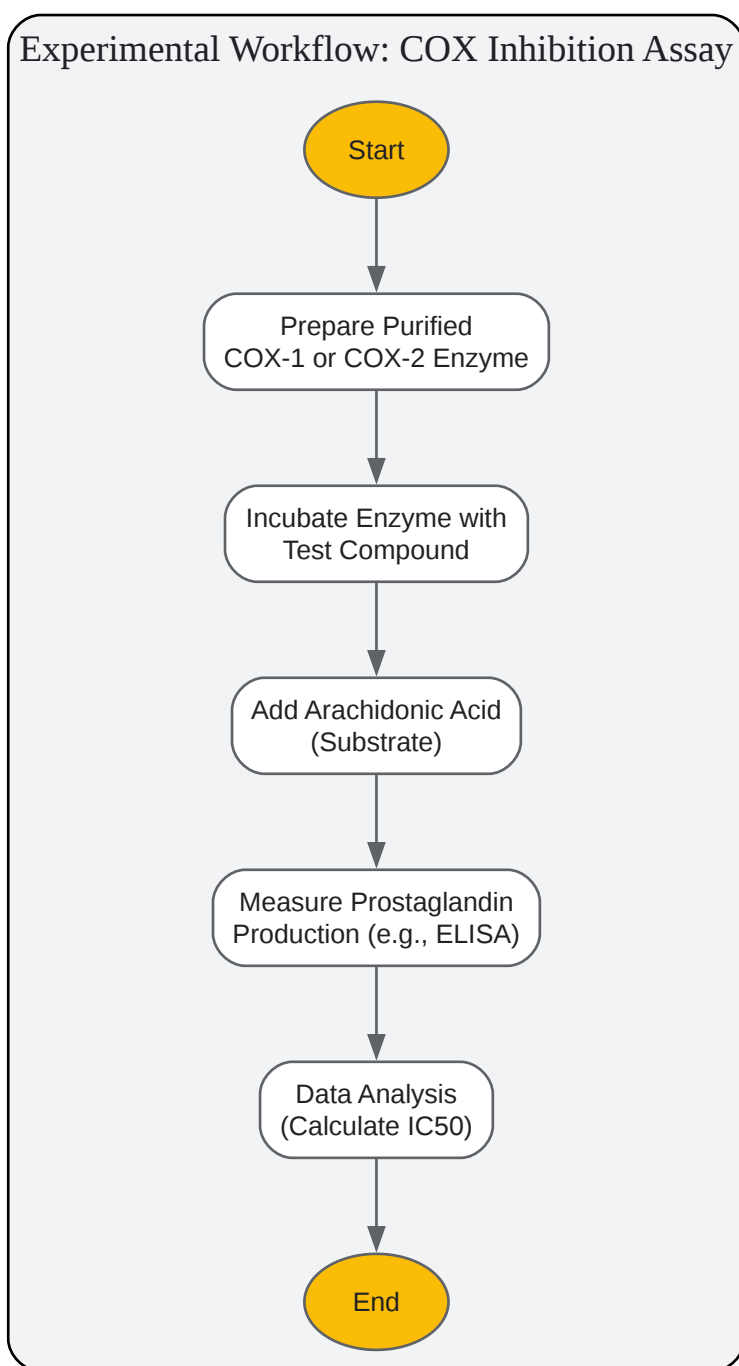 Experimental Workflow: COX Inhibition Assay
Start
Prepare Purified
COX-1 or COX-2 Enzyme
Incubate Enzyme with
Test Compound
Add Arachidonic Acid
(Substrate)
Measure Prostaglandin
Production (e.g., ELISA)
Data Analysis
(Calculate IC50)
End